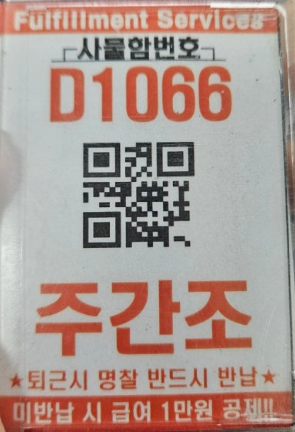 Fulfillment Service
사물함번호
D1066
주간조
★퇴근시 명찰 반드시 반납★
미반납 시 급여 1만원 공제!!